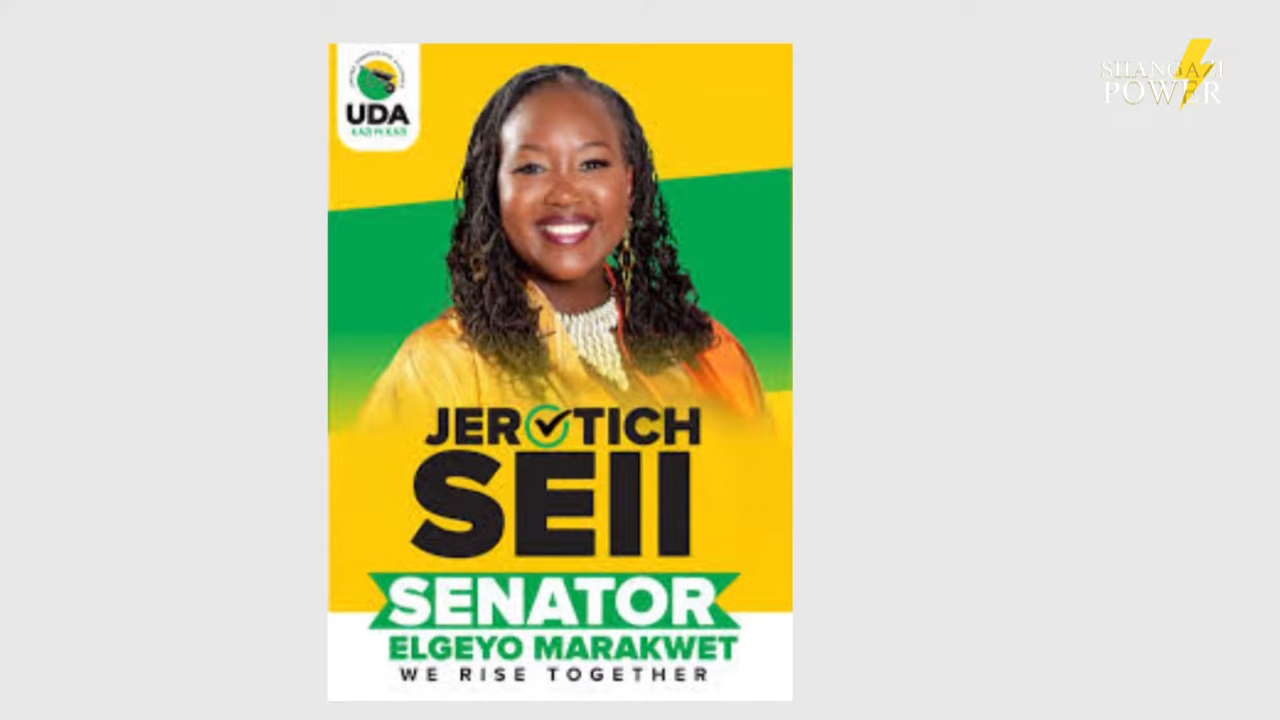 SHANGAZI
POWER
UDA
KAZI NI KAZI
JEROTICH
SEII
SENATOR
ELGEYO MARAKWET
WE RISE TOGETHER